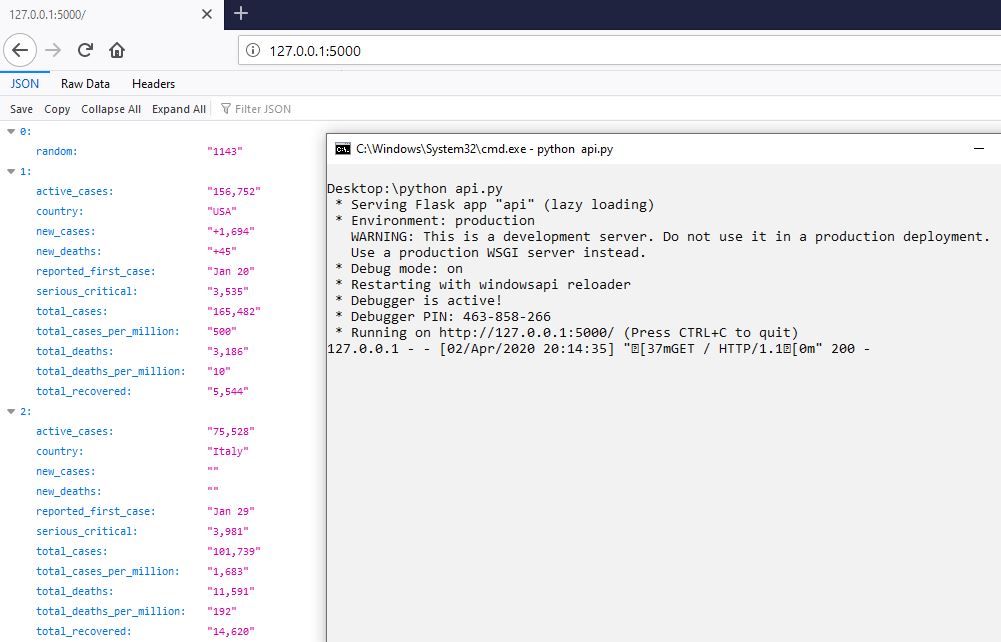 127.0.0.1:5000/
127.0.0.1:5000
JSON Raw Data Headers
Save Copy Collapse All Expand All Filter JSON
0:
random: "1143"
1:
active_cases: "156,752"
country: "USA"
new_cases: "+1,694"
new_deaths: "+45"
reported_first_case: "Jan 20"
serious_critical: "3,535"
total_cases: "165,482"
total_cases_per_million: "500"
total_deaths: "3,186"
total_deaths_per_million: "10"
total_recovered: "5,544"
2:
active_cases: "75,528"
country: "Italy"
new_cases: ""
new_deaths: ""
reported_first_case: "Jan 29"
serious_critical: "3,981"
total_cases: "101,739"
total_cases_per_million: "1,683"
total_deaths: "11,591"
total_deaths_per_million: "192"
total_recovered: "14,620"
C:\Windows\System32\cmd.exe - python api.py
Desktop:\python api.py
* Serving Flask app "api" (lazy loading)
* Environment: production
WARNING: This is a development server. Do not use it in a production deployment.
Use a production WSGI server instead.
* Debug mode: on
* Restarting with windowsapi reloader
* Debugger is active!
* Debugger PIN: 463-858-266
* Running on http://127.0.0.1:5000/ (Press CTRL+C to quit)
127.0.0.1 - - [02/Apr/2020 20:14:35] "[37mGET / HTTP/1.1[0m" 200 -